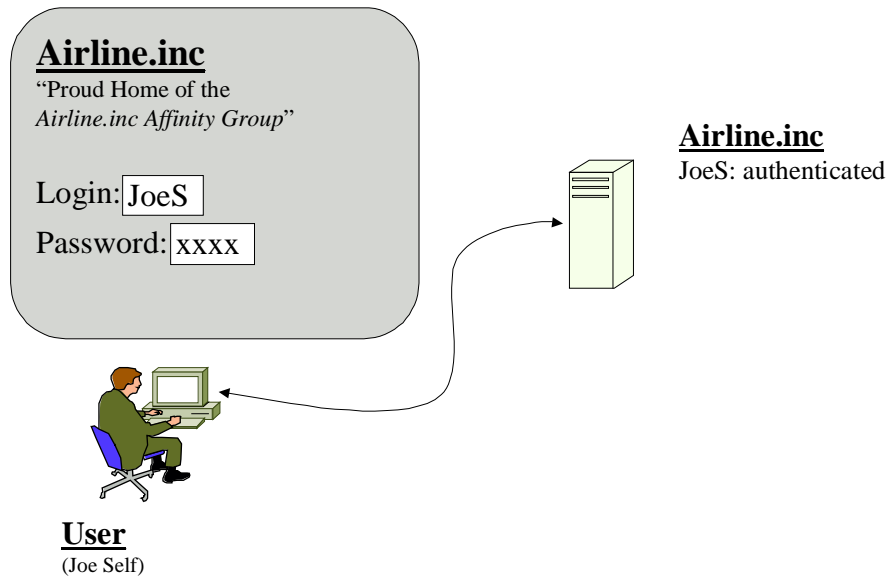 Airline.inc
“Proud Home of the
Airline.inc Affinity Group”
Login: JoeS
Password: xxxx
Airline.inc
JoeS: authenticated
User
(Joe Self)